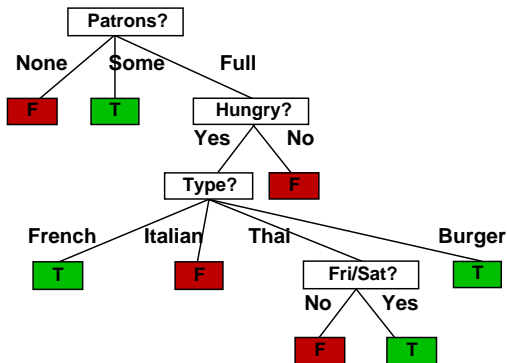 Patrons?
None Some Full
F T Hungry?
Yes No
Type? F
French Italian Thai Burger
T F Fri/Sat? T
No Yes
F T